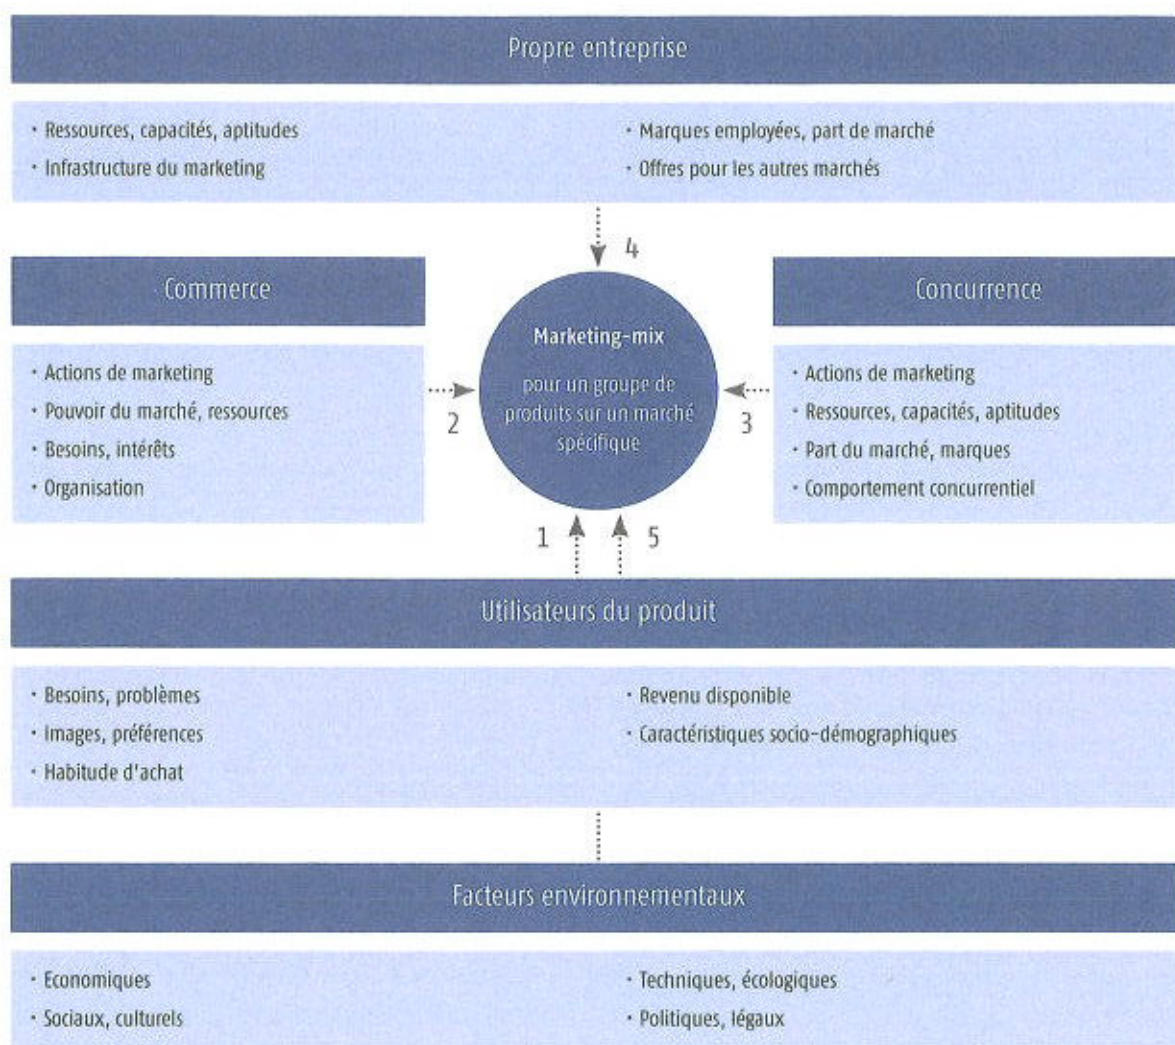 Propre entreprise
• Ressources, capacités, aptitudes
• Infrastructure du marketing
• Marques employées, part de marché
• Offres pour les autres marchés
4
Commerce
• Actions de marketing
• Pouvoir du marché, ressources
• Besoins, intérêts
• Organisation
2
Marketing-mix
pour un groupe de
produits sur un marché
spécifique
3
Concurrence
• Actions de marketing
• Ressources, capacités, aptitudes
• Part du marché, marques
• Comportement concurrentiel
1
5
Utilisateurs du produit
• Besoins, problèmes
• Images, préférences
• Habitude d'achat
• Revenu disponible
• Caractéristiques socio-démographiques
Facteurs environnementaux
• Economiques
• Sociaux, culturels
• Techniques, écologiques
• Politiques, légaux